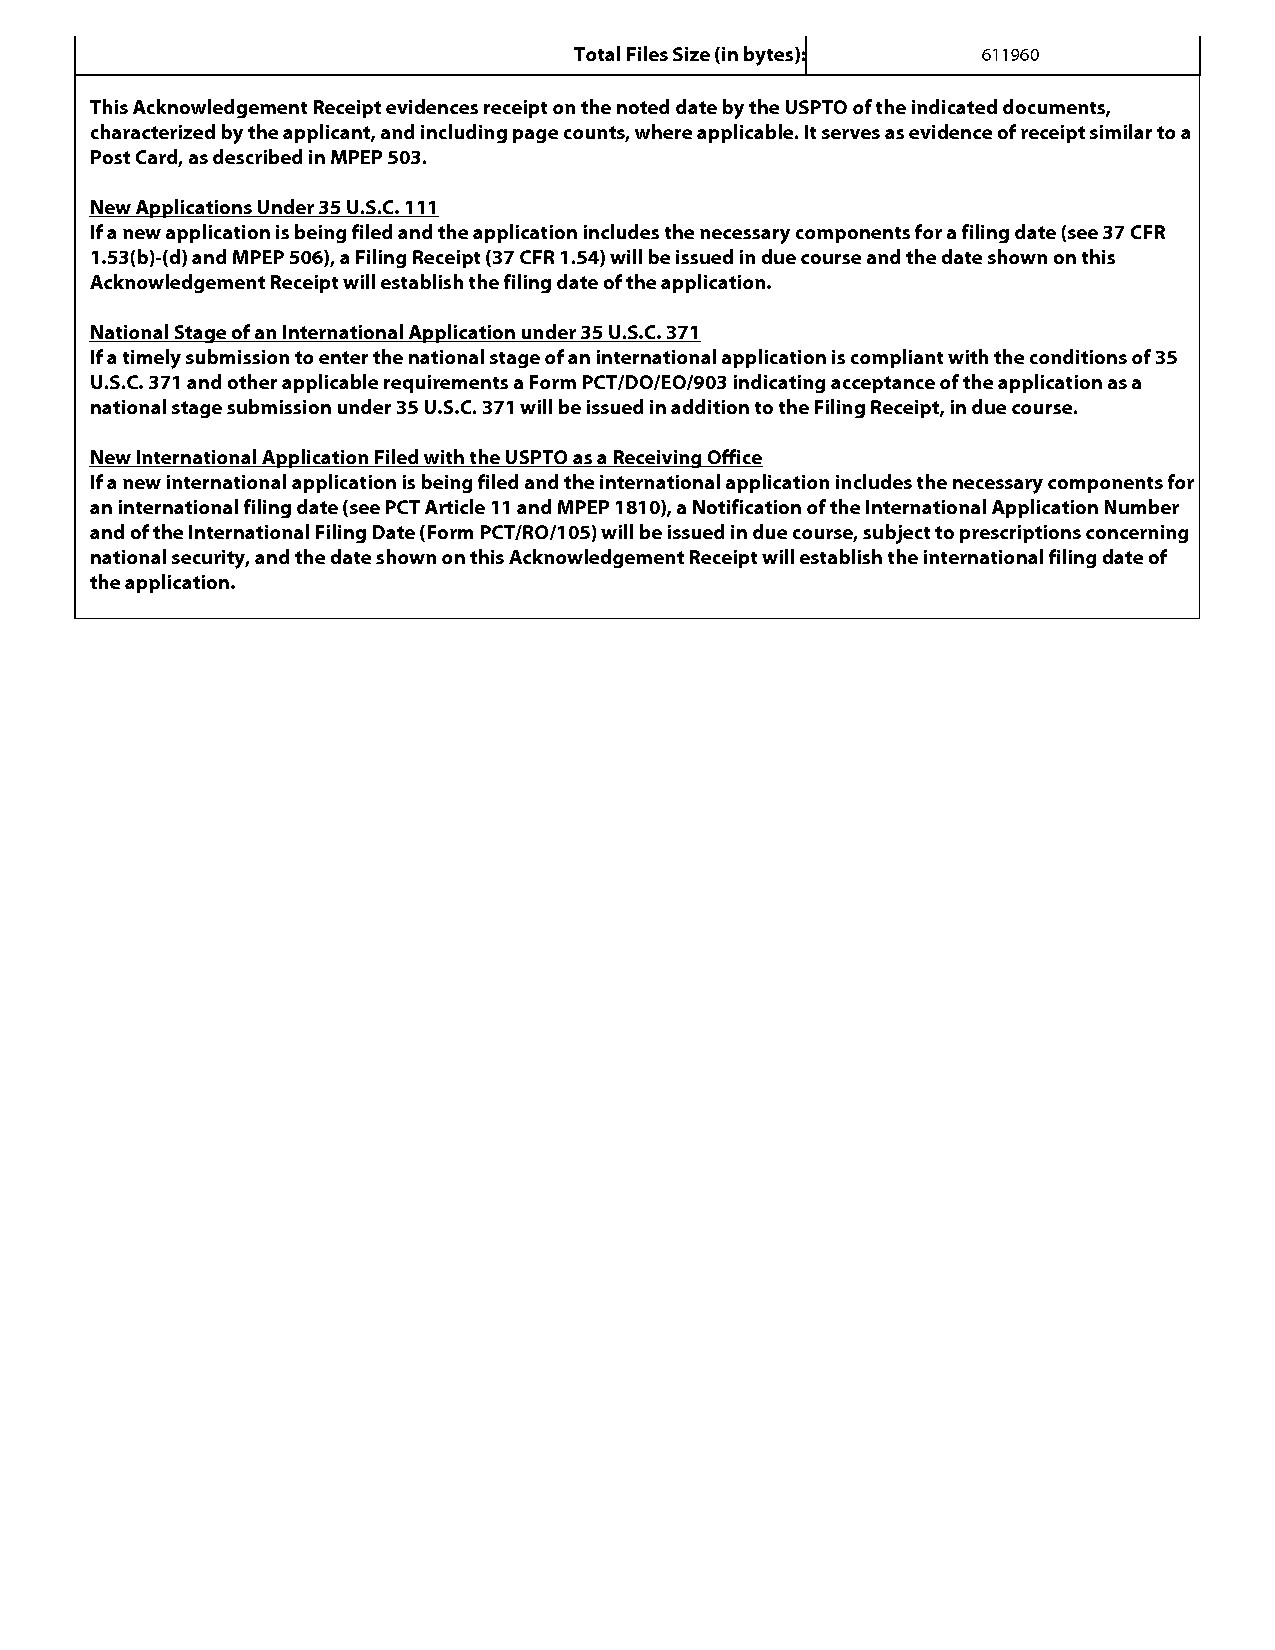 Total Files Size (in bytes): 611960
This Acknowledgement Receipt evidences receipt on the noted date by the USPTO of the indicated documents,
characterized by the applicant, and including page counts, where applicable. It serves as evidence of receipt similar to a
Post Card, as described in MPEP 503.
New Applications Under 35 U.S.C. 111
If a new application is being filed and the application includes the necessary components for a filing date (see 37 CFR
1.53(b)-(d) and MPEP 506), a Filing Receipt (37 CFR 1.54) will be issued in due course and the date shown on this
Acknowledgement Receipt will establish the filing date of the application.
National Stage of an International Application under 35 U.S.C. 371
If a timely submission to enter the national stage of an international application is compliant with the conditions of 35
U.S.C. 371 and other applicable requirements a Form PCT/DO/EO/903 indicating acceptance of the application as a
national stage submission under 35 U.S.C. 371 will be issued in addition to the Filing Receipt, in due course.
New International Application Filed with the USPTO as a Receiving Office
If a new international application is being filed and the international application includes the necessary components for
an international filing date (see PCT Article 11 and MPEP 1810), a Notification of the International Application Number
and of the International Filing Date (Form PCT/RO/105) will be issued in due course, subject to prescriptions concerning
national security, and the date shown on this Acknowledgement Receipt will establish the international filing date of
the application.